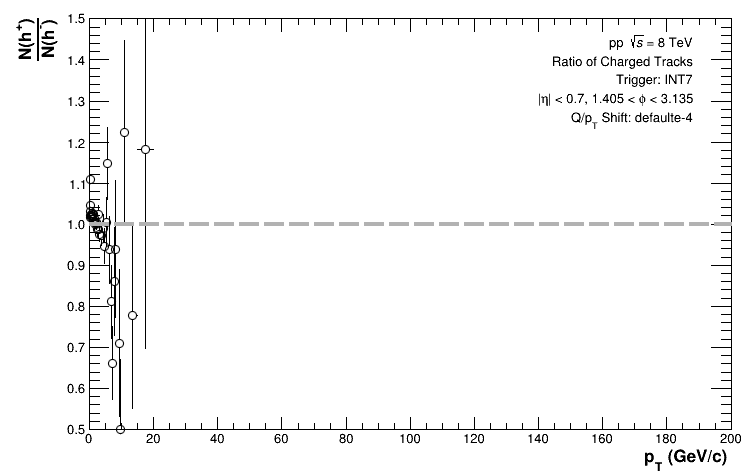 N(h+)
N(h-)
pp √s = 8 TeV
Ratio of Charged Tracks
Trigger: INT7
|η| < 0.7, 1.405 < ϕ < 3.135
Q/pT Shift: defaulte-4
1.5
1.4
1.3
1.2
1.1
1.0
0.9
0.8
0.7
0.6
0.5
0 20 40 60 80 100 120 140 160 180 200
pT (GeV/c)